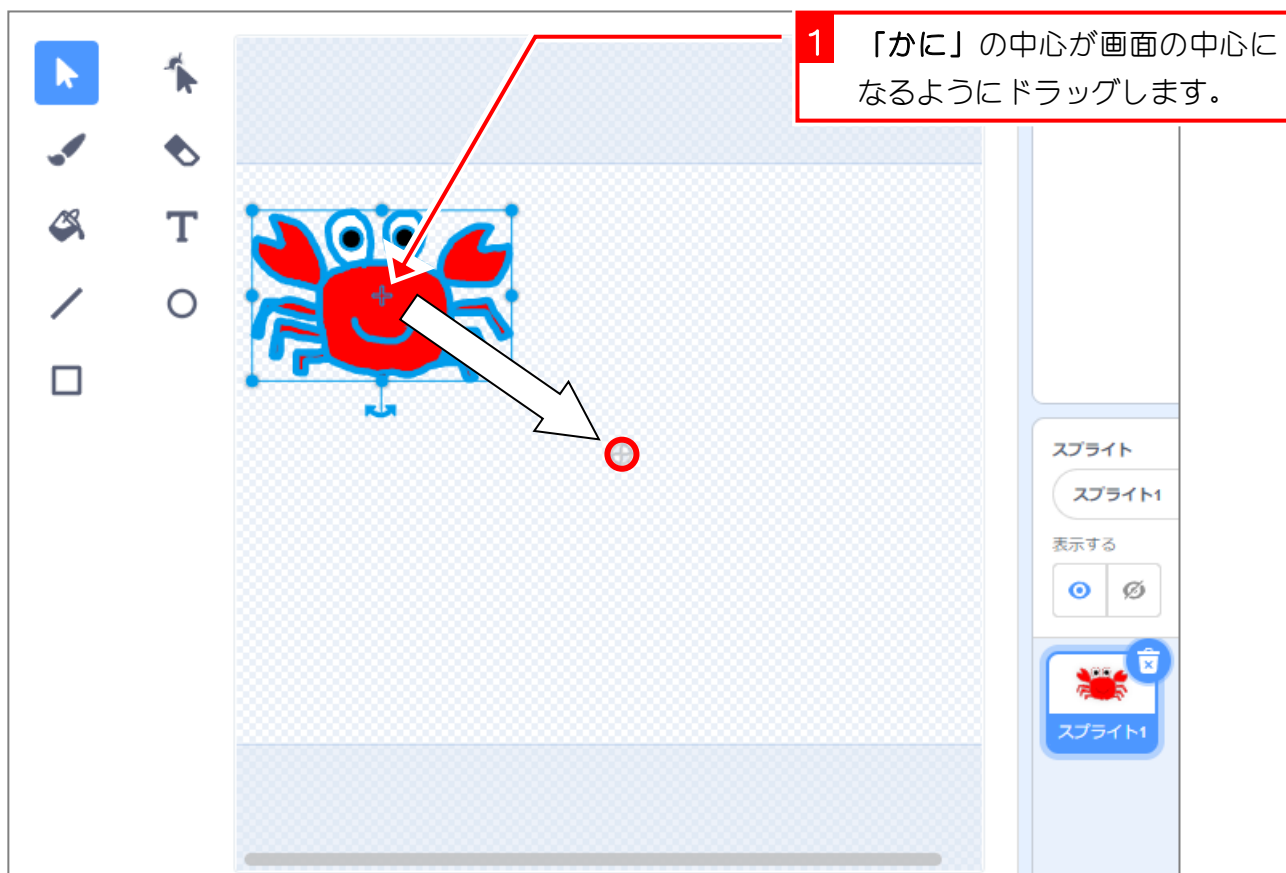 1 「かに」の中心が画面の中心に
なるようにドラッグします。
T
スプライト
スプライト1
表示する
スプライト1